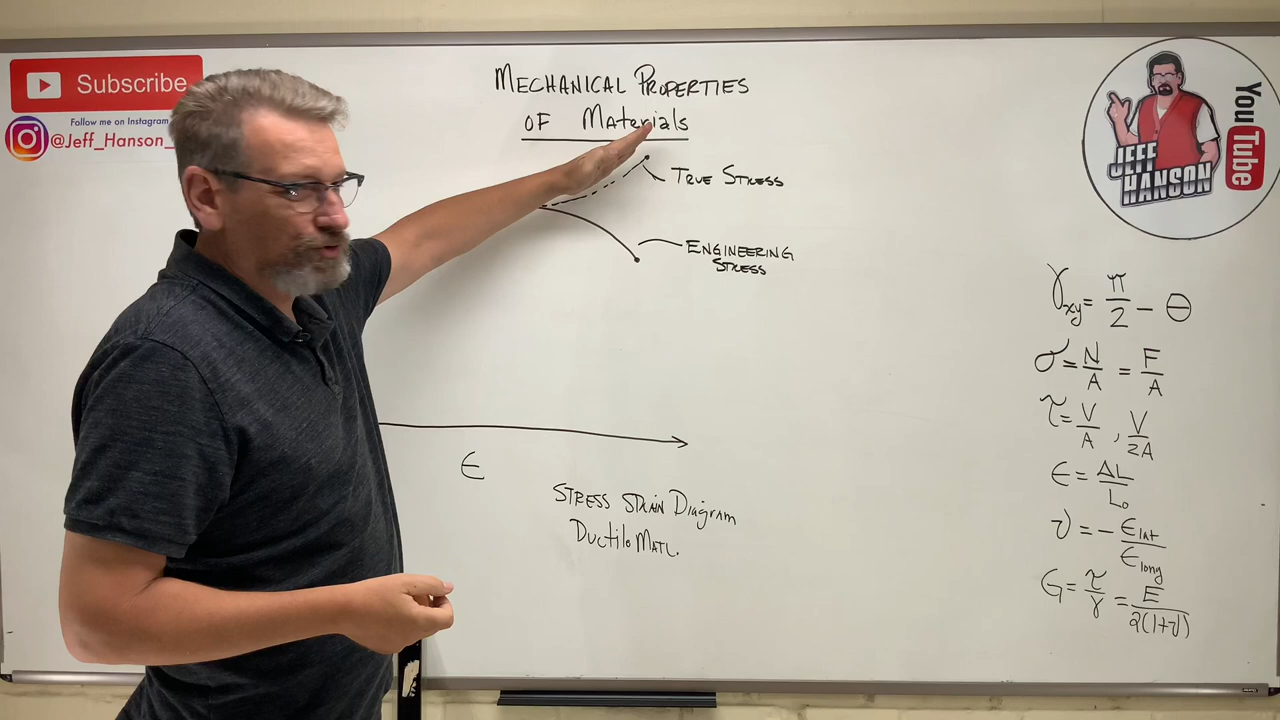 Subscribe
Follow me on Instagram
@Jeff_Hanson_
MECHANICAL PROPERTIES
OF Materials
TRUE STRESS
ENGINEERING
STRESS
ϵ
STRESS STRAIN Diagram
Ductile MATL.
JEFF
HANSON
YouTube
γxy = π/2 - θ
σ = N/A = F/A
τ = V/A , V/2A
ϵ = ΔL/L₀
ν = - ϵlat/ϵlong
G = τ/γ = E/2(1+ν)